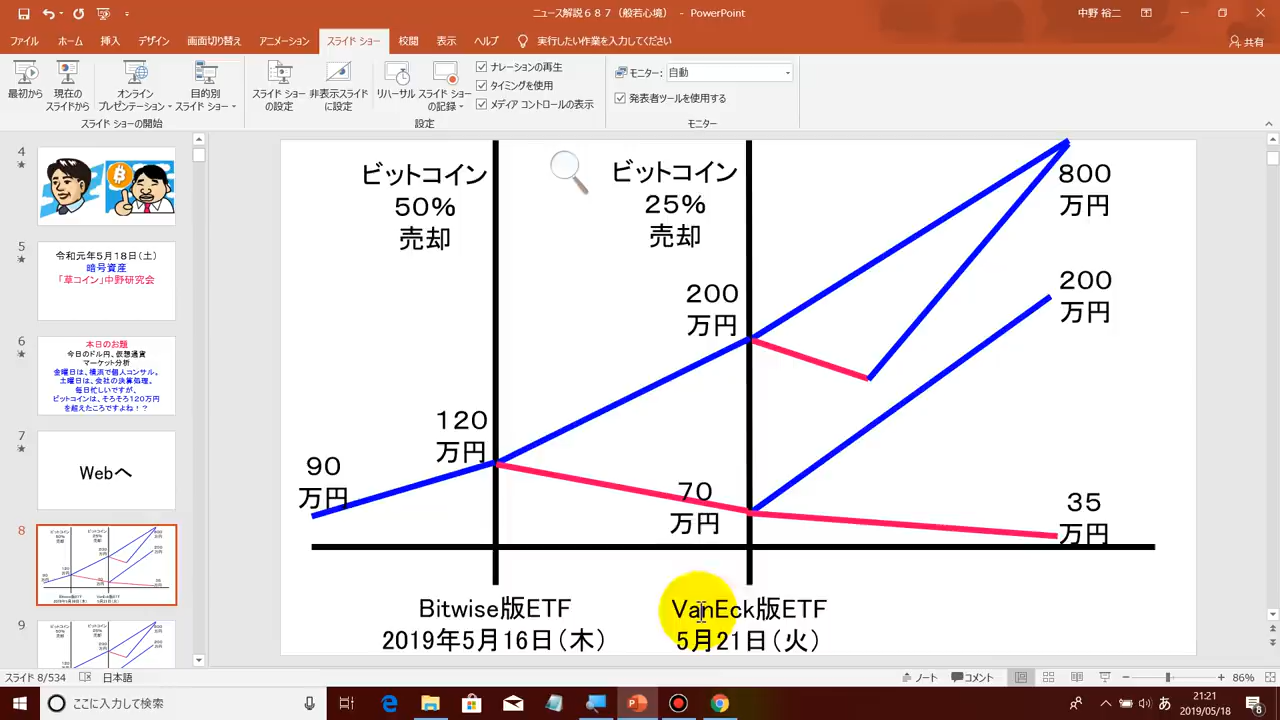 ニュース解説６８７（般若心境） - PowerPoint
中野 裕二
ファイル
ホーム
挿入
デザイン
画面切り替え
アニメーション
スライド ショー
校閲
表示
ヘルプ
実行したい作業を入力してください
共有
最初から
現在の
スライドから
オンライン
プレゼンテーション
目的別
スライド ショー
スライド ショー
の設定
非表示スライド
に設定
リハーサル
スライド ショー
の記録
ナレーションの再生
タイミングを使用
メディア コントロールの表示
モニター:
自動
発表者ツールを使用する
スライド ショーの開始
設定
モニター
4
5
令和元年５月１８日（土）
暗号資産
「草コイン」中野研究会
6
本日のお題
今日のドル円、仮想通貨
マーケット分析
金曜日は、横浜で個人コンサル。
土曜日は、会社の決算処理。
毎日忙しいですが、
ビットコインは、そろそろ１２０万円
を超えたころですよね！？
7
Webへ
8
9
ビットコイン
50%
売却
ビットコイン
25%
売却
800
万円
200
万円
200
万円
120
万円
90
万円
70
万円
35
万円
Bitwise版ETF
2019年5月16日（木）
VanEck版ETF
5月21日（火）
スライド 8/534
日本語
ノート
コメント
86%
ここに入力して検索
あ
21:21
2019/05/18
8